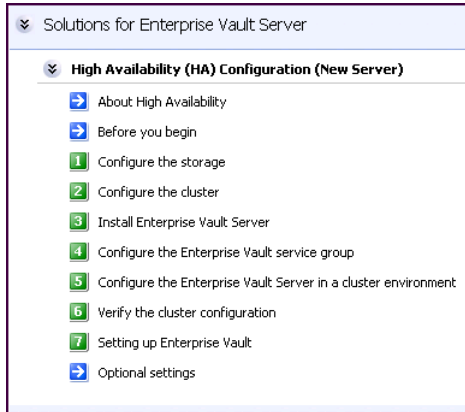 Solutions for Enterprise Vault Server
High Availability (HA) Configuration (New Server)
About High Availability
Before you begin
1 Configure the storage
2 Configure the cluster
3 Install Enterprise Vault Server
4 Configure the Enterprise Vault service group
5 Configure the Enterprise Vault Server in a cluster environment
6 Verify the cluster configuration
7 Setting up Enterprise Vault
Optional settings